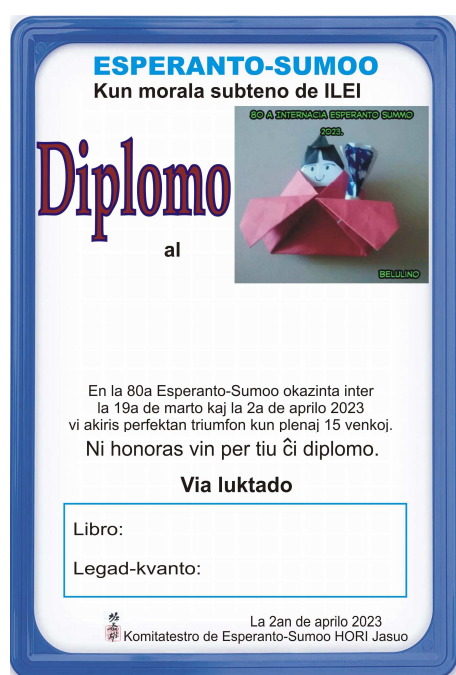 ESPERANTO-SUMOO
Kun morala subteno de ILEI
80 A INTERNACIA ESPERANTO SUMMO
2023.
Diplomo
al
BELULINO
En la 80a Esperanto-Sumoo okazinta inter
la 19a de marto kaj la 2a de aprilo 2023
vi akiris perfektan triumfon kun plenaj 15 venkoj.
Ni honoras vin per tiu ĉi diplomo.
Via luktado
Libro:
Legad-kvanto:
La 2an de aprilo 2023
Komitatestro de Esperanto-Sumoo HORI Jasuo